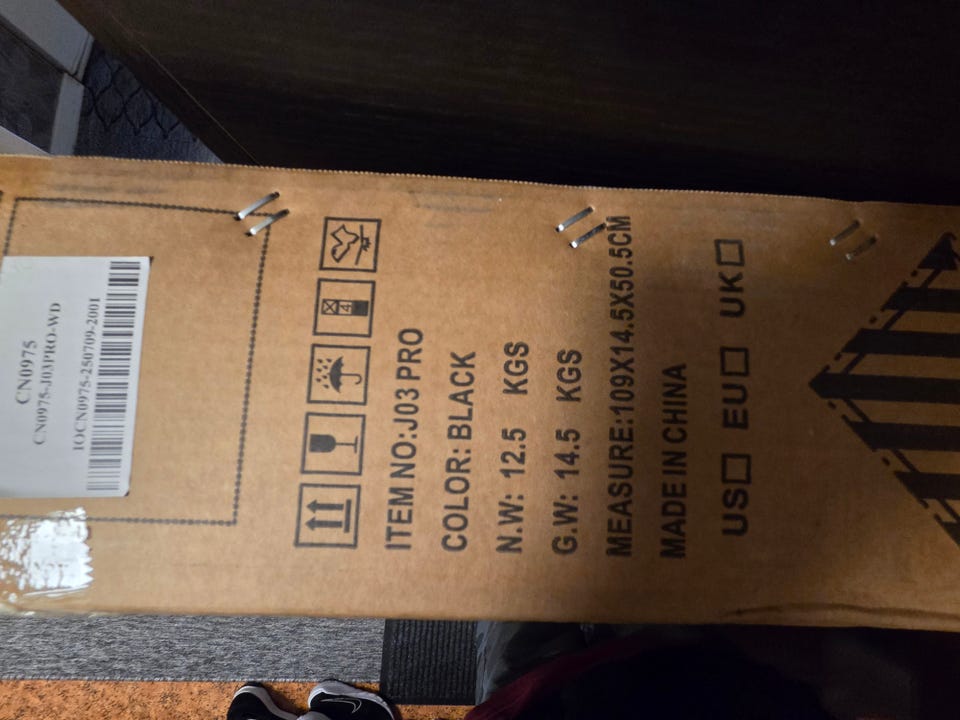 CN0975
CN0975-J03PRO-WD
IOCN0975-250709-2001
4
ITEM NO:J03 PRO
COLOR: BLACK
N.W: 12.5 KGS
G.W: 14.5 KGS
MEASURE:109X14.5X50.5CM
MADE IN CHINA
US EU UK